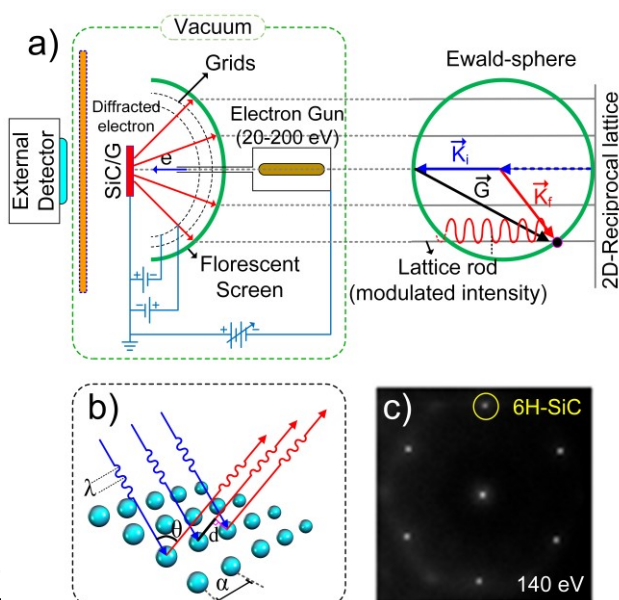 a)
Vacuum
Grids
Ewald-sphere
Diffracted
electron
Electron Gun
(20-200 eV)
External
Detector
SiC/G
e
K⃗i
G⃗
K⃗f
2D-Reciprocal lattice
Florescent
Screen
Lattice rod
(modulated intensity)
+ -
- +
+ -
b)
λ
θ
d
α
c)
6H-SiC
140 eV